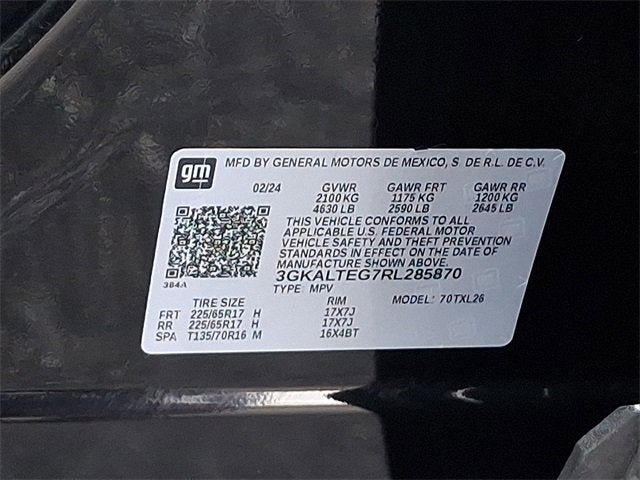 gm
MFD BY GENERAL MOTORS DE MEXICO, S. DE R.L. DE C.V.
02/24 GVWR GAWR FRT GAWR RR
2100 KG 1175 KG 1200 KG
4630 LB 2590 LB 2645 LB
THIS VEHICLE CONFORMS TO ALL
APPLICABLE U.S. FEDERAL MOTOR
VEHICLE SAFETY AND THEFT PREVENTION
STANDARDS IN EFFECT ON THE DATE OF
MANUFACTURE SHOWN ABOVE.
3GKALTEG7RL285870
3B4A
TYPE: MPV
MODEL: 70TXL26
TIRE SIZE RIM
FRT 225/65R17 H 17X7J
RR 225/65R17 H 17X7J
SPA T135/70R16 M 16X4BT